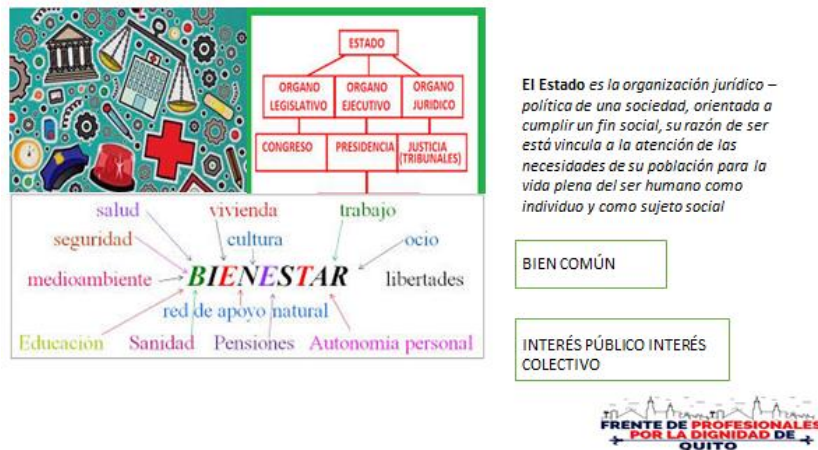 ESTADO
ORGANO
LEGISLATIVO
ORGANO
EJECUTIVO
ORGANO
JURIDICO
CONGRESO
PRESIDENCIA
JUSTICIA
(TRIBUNALES)
El Estado es la organización jurídico –
política de una sociedad, orientada a
cumplir un fin social, su razón de ser
está vincula a la atención de las
necesidades de su población para la
vida plena del ser humano como
individuo y como sujeto social
salud
vivienda
trabajo
seguridad
cultura
ocio
medioambiente
BIENESTAR
libertades
red de apoyo natural
Educación
Sanidad
Pensiones
Autonomia personal
BIEN COMÚN
INTERÉS PÚBLICO INTERÉS
COLECTIVO
FRENTE DE PROFESIONALES
POR LA DIGNIDAD DE
QUITO